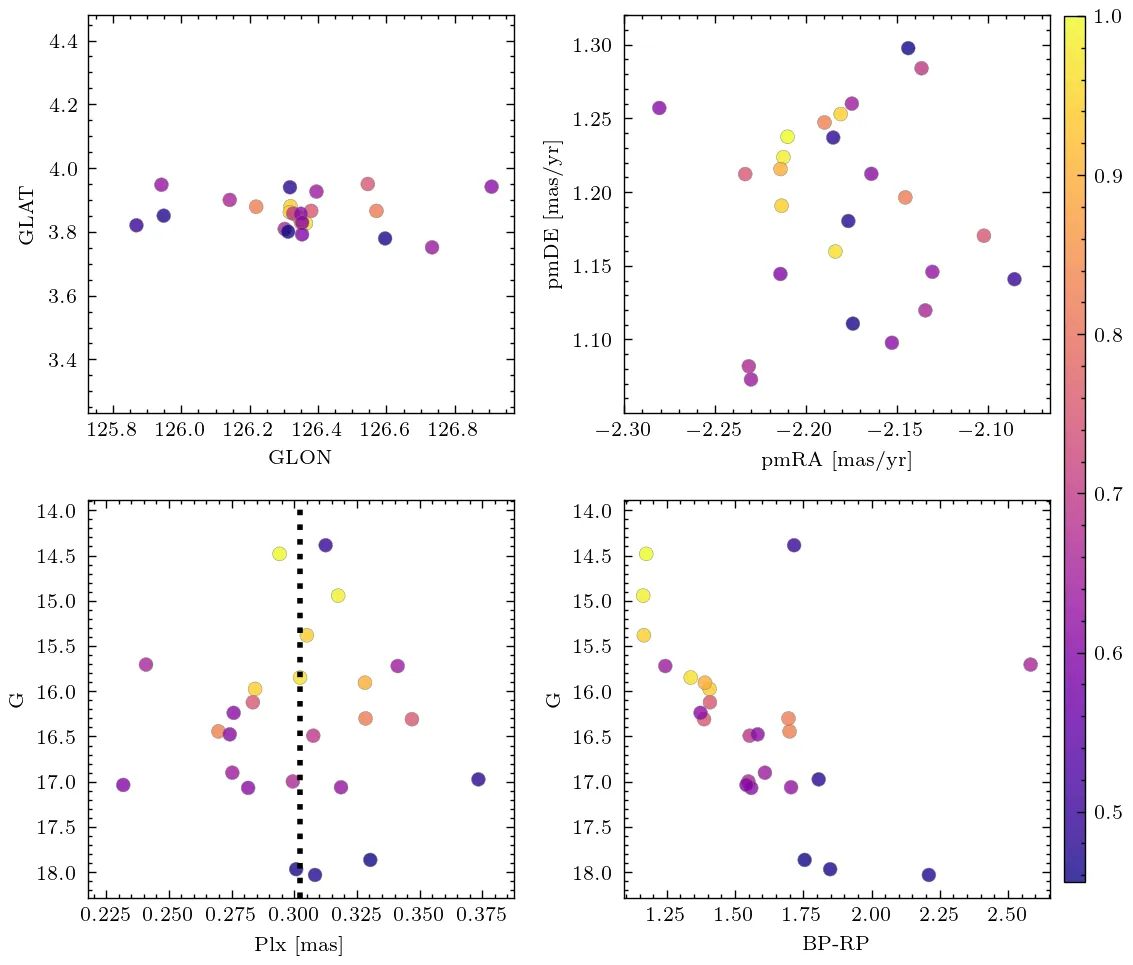 4.4
4.2
4.0
3.8
3.6
3.4
GLAT
125.8 126.0 126.2 126.4 126.6 126.8
GLON
1.30
1.25
1.20
1.15
1.10
pmDE [mas/yr]
−2.30 −2.25 −2.20 −2.15 −2.10
pmRA [mas/yr]
1.0
0.9
0.8
0.7
0.6
0.5
14.0
14.5
15.0
15.5
16.0
16.5
17.0
17.5
18.0
G
0.225 0.250 0.275 0.300 0.325 0.350 0.375
Plx [mas]
14.0
14.5
15.0
15.5
16.0
16.5
17.0
17.5
18.0
G
1.25 1.50 1.75 2.00 2.25 2.50
BP-RP